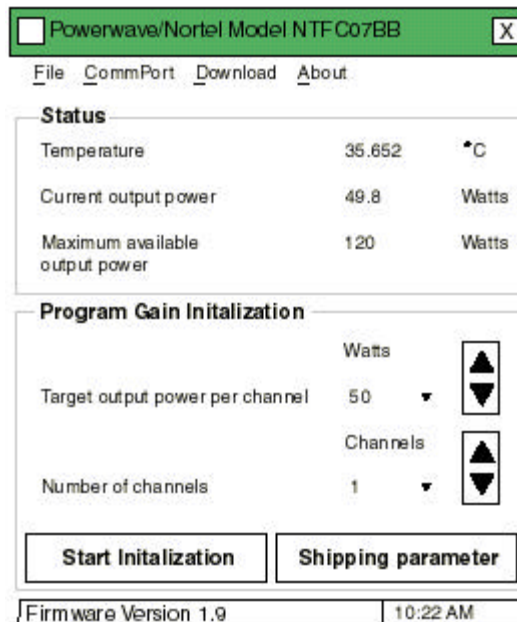 Powerwave/Nortel Model NTFC07BB X
File CommPort Download About
Status
Temperature 35.652 °C
Current output power 49.8 Watts
Maximum available output power 120 Watts
Program Gain Initalization
Watts
Target output power per channel 50
Channels
Number of channels 1
Start Initalization Shipping parameter
Firmware Version 1.9 10:22 AM